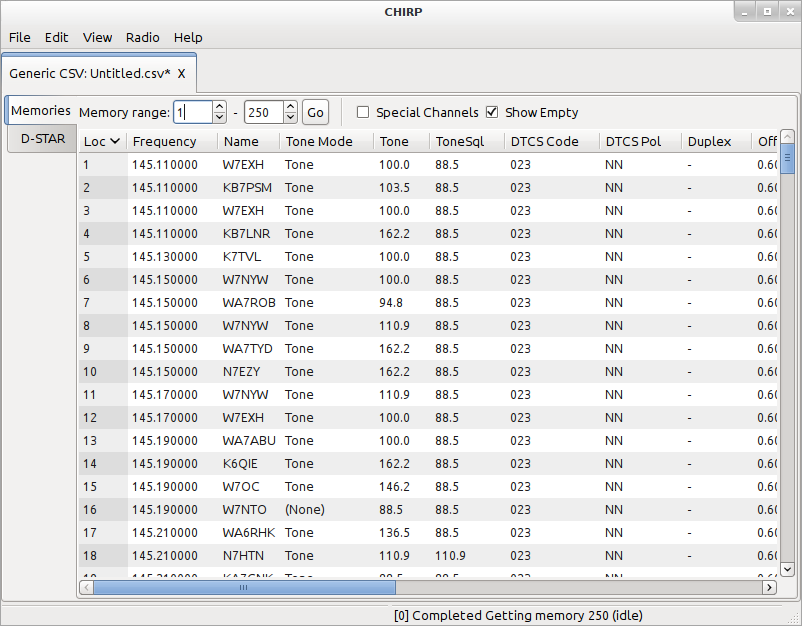 CHIRP
File Edit View Radio Help
Generic CSV: Untitled.csv* X
Memories Memory range: 1 - 250 Go Special Channels Show Empty
D-STAR
Loc Frequency Name Tone Mode Tone ToneSql DTCS Code DTCS Pol Duplex Off
1 145.110000 W7EXH Tone 100.0 88.5 023 NN - 0.60
2 145.110000 KB7PSM Tone 103.5 88.5 023 NN - 0.60
3 145.110000 W7EXH Tone 100.0 88.5 023 NN - 0.60
4 145.110000 KB7LNR Tone 162.2 88.5 023 NN - 0.60
5 145.130000 K7TVL Tone 100.0 88.5 023 NN - 0.60
6 145.150000 W7NYW Tone 100.0 88.5 023 NN - 0.60
7 145.150000 WA7ROB Tone 94.8 88.5 023 NN - 0.60
8 145.150000 W7NYW Tone 110.9 88.5 023 NN - 0.60
9 145.150000 WA7TYD Tone 162.2 88.5 023 NN - 0.60
10 145.150000 N7EZY Tone 162.2 88.5 023 NN - 0.60
11 145.170000 W7NYW Tone 110.9 88.5 023 NN - 0.60
12 145.170000 W7EXH Tone 100.0 88.5 023 NN - 0.60
13 145.190000 WA7ABU Tone 100.0 88.5 023 NN - 0.60
14 145.190000 K6QIE Tone 162.2 88.5 023 NN - 0.60
15 145.190000 W7OC Tone 146.2 88.5 023 NN - 0.60
16 145.190000 W7NTO (None) 88.5 88.5 023 NN - 0.60
17 145.210000 WA6RHK Tone 136.5 88.5 023 NN - 0.60
18 145.210000 N7HTN Tone 110.9 110.9 023 NN - 0.60
[0] Completed Getting memory 250 (idle)